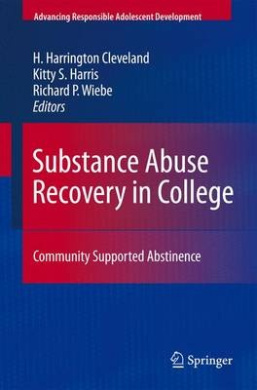 Advancing Responsible Adolescent Development
H. Harrington Cleveland
Kitty S. Harris
Richard P. Wiebe
Editors
Substance Abuse
Recovery in College
Community Supported Abstinence
Springer